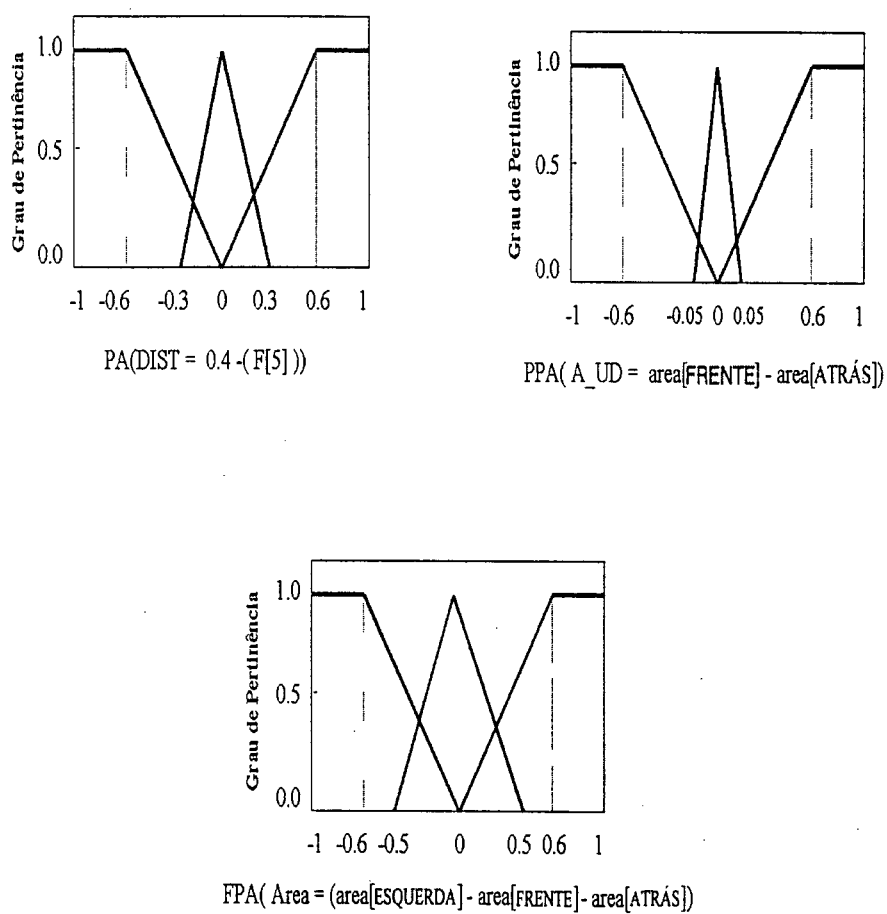 Grau de Pertinência
1.0
0.5
0.0
-1 -0.6 -0.3 0 0.3 0.6 1
PA(DIST = 0.4 -( F[5] ))
Grau de Pertinência
1.0
0.5
0.0
-1 -0.6 -0.05 0 0.05 0.6 1
PPA( A_UD = area[FRENTE] - area[ATRÁS])
Grau de Pertinência
1.0
0.5
0.0
-1 -0.6 -0.5 0 0.5 0.6 1
FPA( Area = (area[ESQUERDA] - area[FRENTE] - area[ATRÁS])